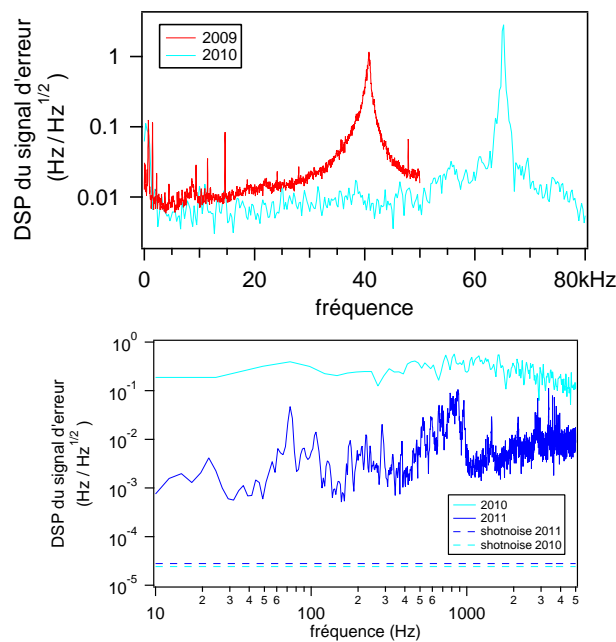 DSP du signal d'erreur
(Hz / Hz^1/2)
1
0.1
0.01
2009
2010
0
20
40
60
80kHz
fréquence
DSP du signal d'erreur
(Hz / Hz^1/2)
10^0
10^-1
10^-2
10^-3
10^-4
10^-5
2010
2011
shotnoise 2011
shotnoise 2010
10 2 3 4 5 6 100 2 3 4 5 6 1000 2 3 4 5
fréquence (Hz)